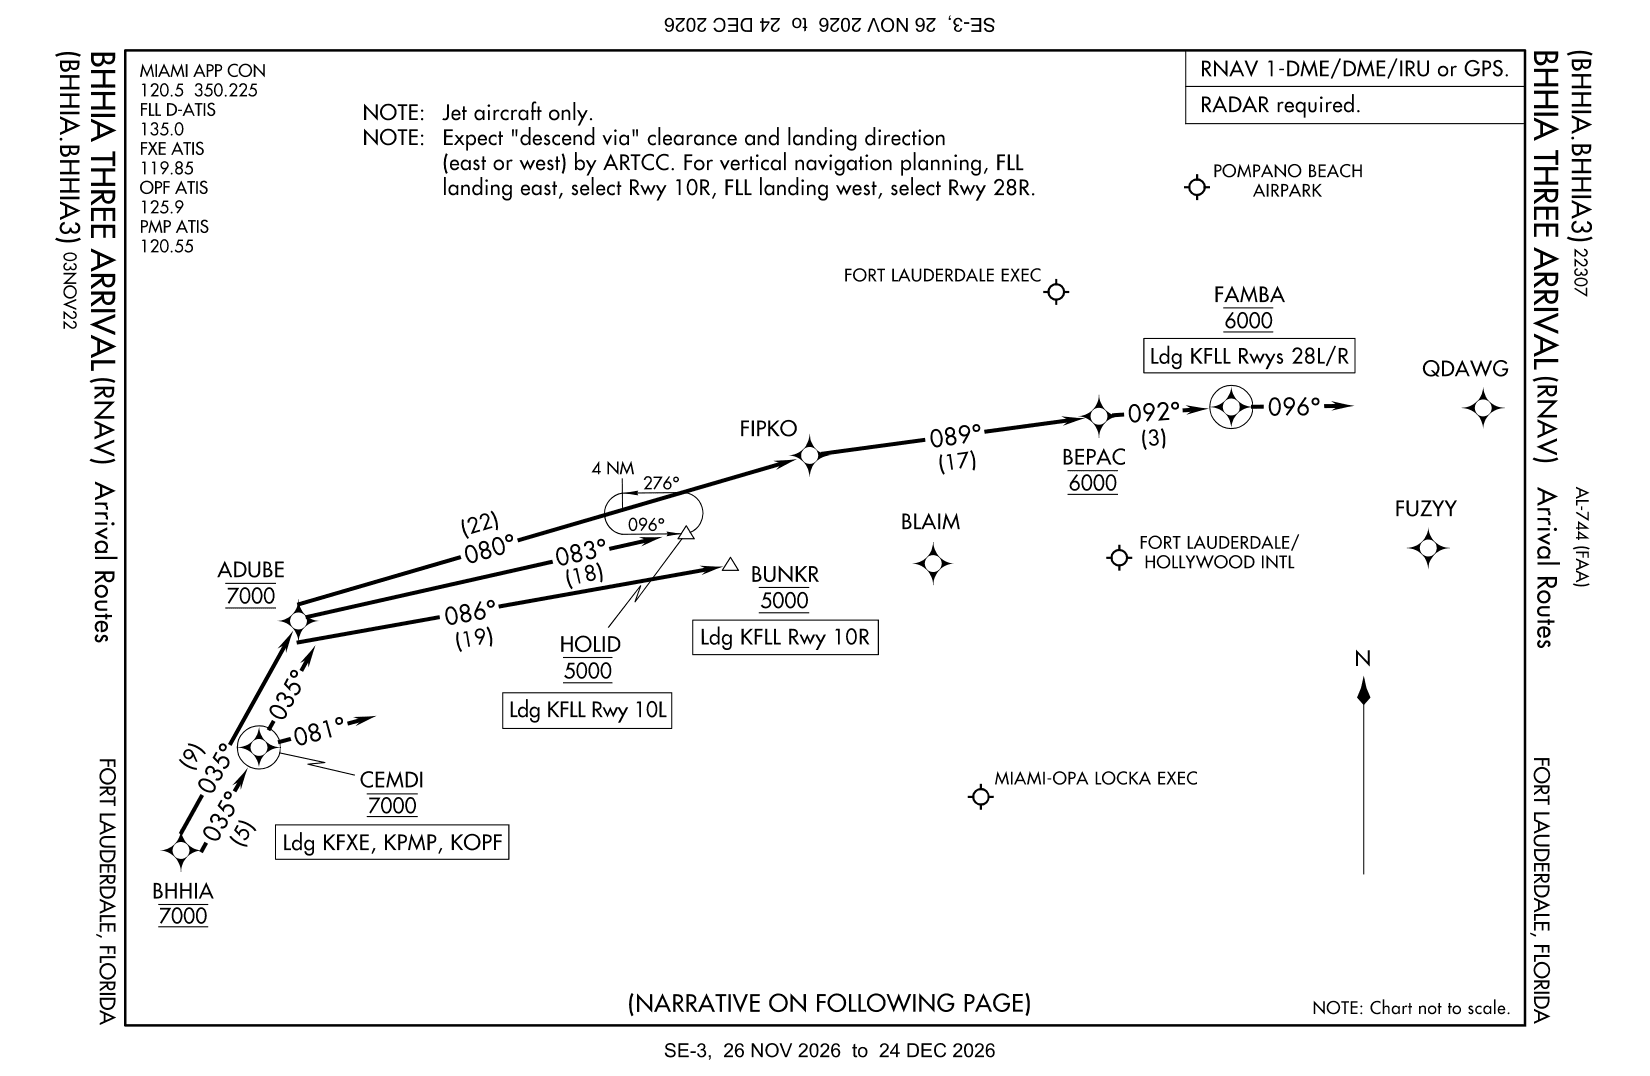 SE-3, 26 NOV 2026 to 24 DEC 2026
(BHHIA.BHHIA3) 03NOV22
BHHIA THREE ARRIVAL (RNAV) Arrival Routes
FORT LAUDERDALE, FLORIDA
MIAMI APP CON
120.5 350.225
FLL D-ATIS
135.0
FXE ATIS
119.85
OPF ATIS
125.9
PMP ATIS
120.55
NOTE: Jet aircraft only.
NOTE: Expect "descend via" clearance and landing direction
(east or west) by ARTCC. For vertical navigation planning, FLL
landing east, select Rwy 10R, FLL landing west, select Rwy 28R.
RNAV 1-DME/DME/IRU or GPS.
RADAR required.
POMPANO BEACH
AIRPARK
FORT LAUDERDALE EXEC
FAMBA
6000
Ldg KFLL Rwys 28L/R
QDAWG
FIPKO
089°
(17)
BEPAC
6000
092°
(3)
096°
4 NM
276°
096°
(22)
080°
083°
(18)
086°
(19)
ADUBE
7000
BLAIM
FUZYY
FORT LAUDERDALE/
HOLLYWOOD INTL
BUNKR
5000
Ldg KFLL Rwy 10R
HOLID
5000
Ldg KFLL Rwy 10L
N
035°
081°
(9)
035°
035°
(5)
CEMDI
7000
Ldg KFXE, KPMP, KOPF
MIAMI-OPA LOCKA EXEC
BHHIA
7000
(NARRATIVE ON FOLLOWING PAGE)
NOTE: Chart not to scale.
BHHIA THREE ARRIVAL (RNAV) Arrival Routes
(BHHIA.BHHIA3) 22307
AL-744 (FAA)
FORT LAUDERDALE, FLORIDA
SE-3, 26 NOV 2026 to 24 DEC 2026